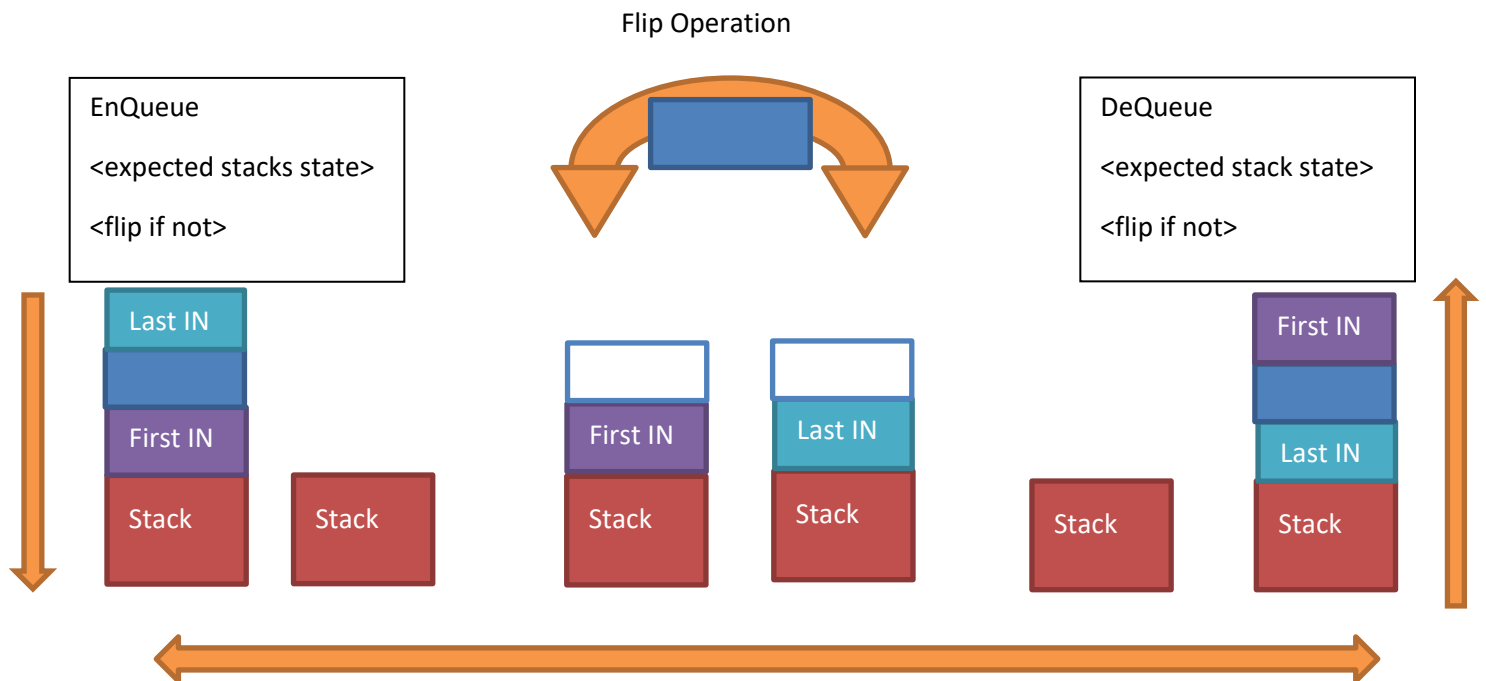 Flip Operation
EnQueue
<expected stacks state>
<flip if not>
DeQueue
<expected stack state>
<flip if not>
Last IN
First IN
Stack
Stack
First IN
Stack
Last IN
Stack
Stack
First IN
Last IN
Stack